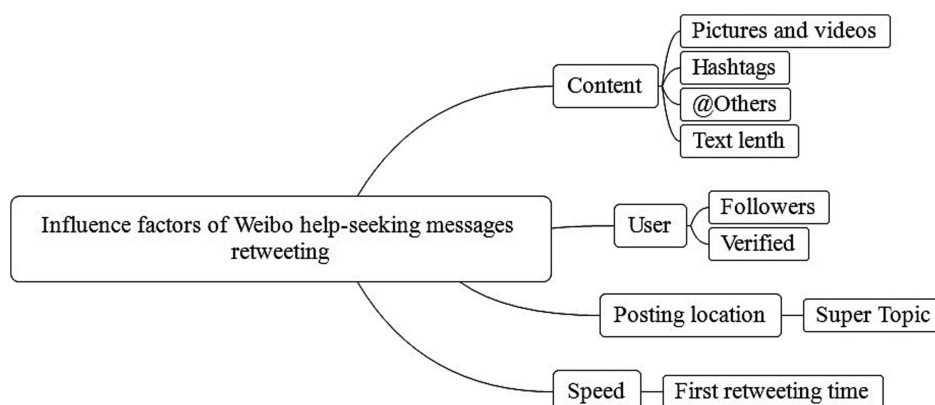 Influence factors of Weibo help-seeking messages
retweeting
Content
Pictures and videos
Hashtags
@Others
Text lenth
User
Followers
Verified
Posting location
Super Topic
Speed
First retweeting time